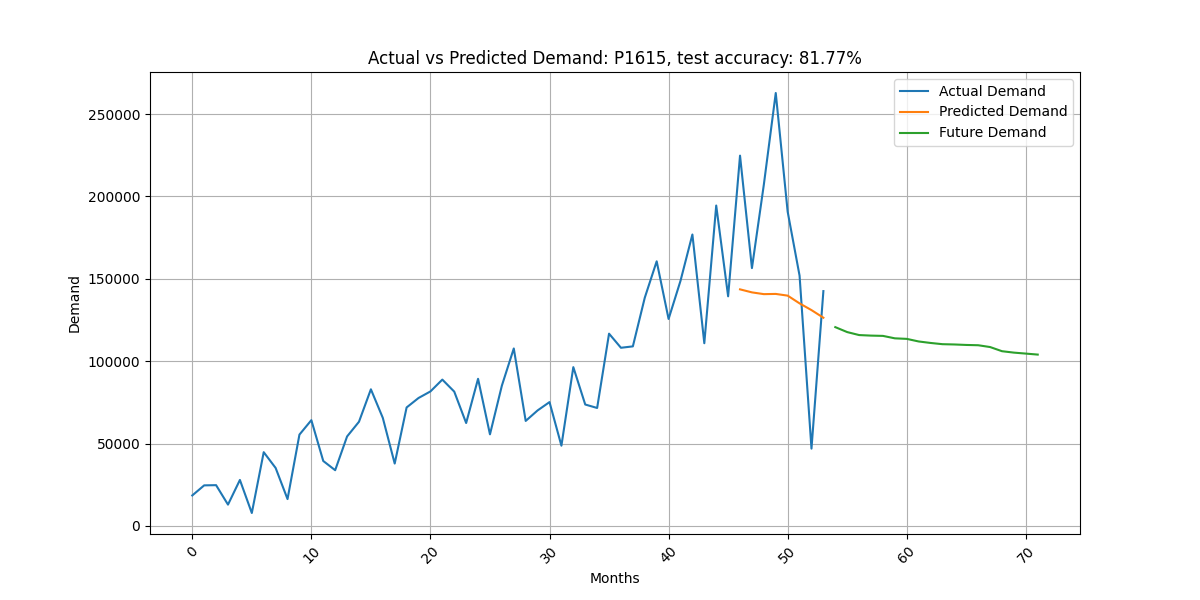 Actual vs Predicted Demand: P1615, test accuracy: 81.77%
Actual Demand
Predicted Demand
Future Demand
250000
200000
150000
100000
50000
0
Demand
0 10 20 30 40 50 60 70
Months